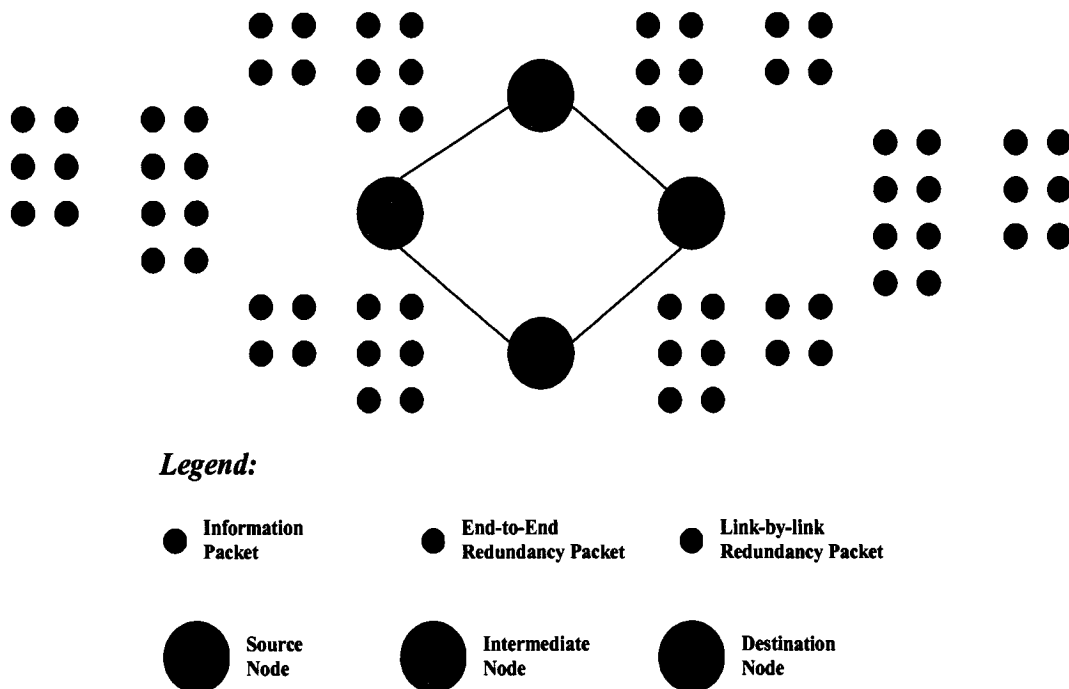 Legend:
Information
Packet
End-to-End
Redundancy Packet
Link-by-link
Redundancy Packet
Source
Node
Intermediate
Node
Destination
Node